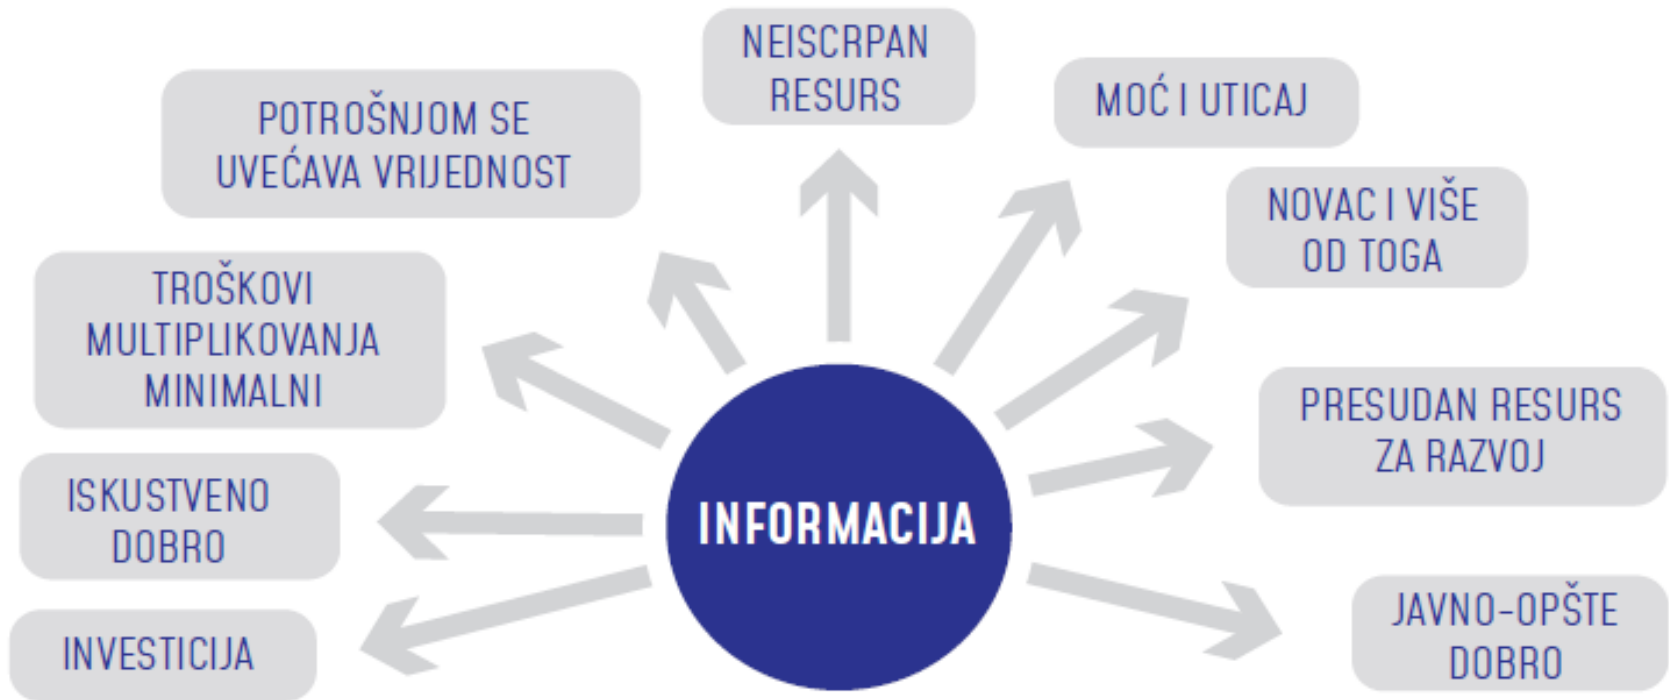 NEISCRPAN
RESURS
POTROŠNJOM SE
UVEĆAVA VRIJEDNOST
MOĆ I UTICAJ
NOVAC I VIŠE
OD TOGA
TROŠKOVI
MULTIPLIKOVANJA
MINIMALNI
PRESUDAN RESURS
ZA RAZVOJ
ISKUSTVENO
DOBRO
INFORMACIJA
INVESTICIJA
JAVNO-OPŠTE
DOBRO